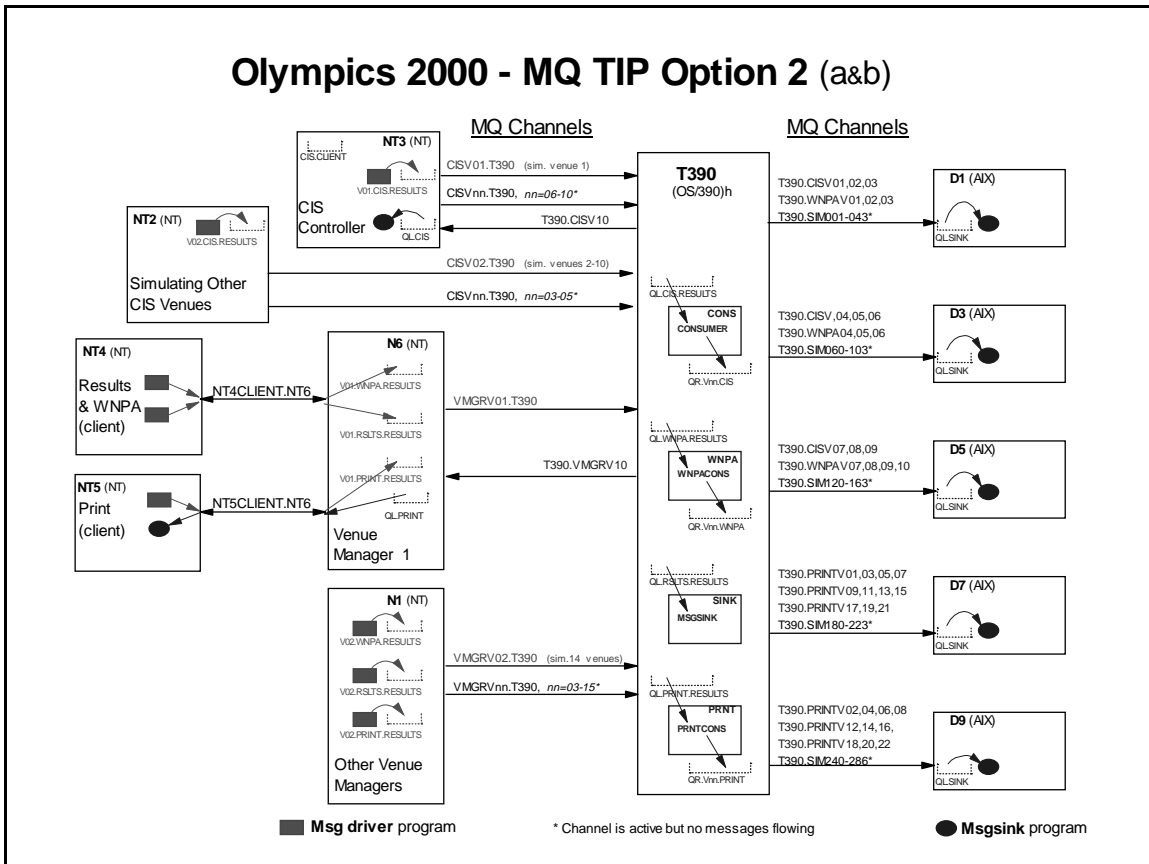 Olympics 2000 - MQ TIP Option 2 (a&b)
MQ Channels
MQ Channels
NT3 (NT)
CIS.CLIENT
V01.CIS.RESULTS
CIS
Controller
QL.CIS
CISV01.T390 (sim. venue 1)
CISVnn.T390, nn=06-10*
T390.CISV10
NT2 (NT)
V02.CIS.RESULTS
Simulating Other
CIS Venues
CISV02.T390 (sim. venues 2-10)
CISVnn.T390, nn=03-05*
NT4 (NT)
Results
& WNPA
(client)
NT4CLIENT.NT6
NT5 (NT)
Print
(client)
NT5CLIENT.NT6
N6 (NT)
V01.WNPA.RESULTS
V01.RSLTS.RESULTS
V01.PRINT.RESULTS
QL.PRINT
Venue
Manager 1
VMGRV01.T390
T390.VMGRV10
N1 (NT)
V02.WNPA.RESULTS
V02.RSLTS.RESULTS
V02.PRINT.RESULTS
Other Venue
Managers
VMGRV02.T390 (sim.14 venues)
VMGRVnn.T390, nn=03-15*
T390
(OS/390)h
QL.CIS.RESULTS
CONS
CONSUMER
QR.Vnn.CIS
QL.WNPA.RESULTS
WNPA
WNPACONS
QR.Vnn.WNPA
QL.RSLTS.RESULTS
SINK
MSGSINK
QL.PRINT.RESULTS
PRNT
PRNTCONS
QR.Vnn.PRINT
T390.CISV01,02,03
T390.WNPAV01,02,03
T390.SIM001-043*
D1 (AIX)
QL.SINK
T390.CISV,04,05,06
T390.WNPA04,05,06
T390.SIM060-103*
D3 (AIX)
QL.SINK
T390.CISV07,08,09
T390.WNPAV07,08,09,10
T390.SIM120-163*
D5 (AIX)
QL.SINK
T390.PRINTV01,03,05,07
T390.PRINTV09,11,13,15
T390.PRINTV17,19,21
T390.SIM180-223*
D7 (AIX)
QL.SINK
T390.PRINTV02,04,06,08
T390.PRINTV12,14,16,
T390.PRINTV18,20,22
T390.SIM240-286*
D9 (AIX)
QL.SINK
Msg driver program
* Channel is active but no messages flowing
Msgsink program